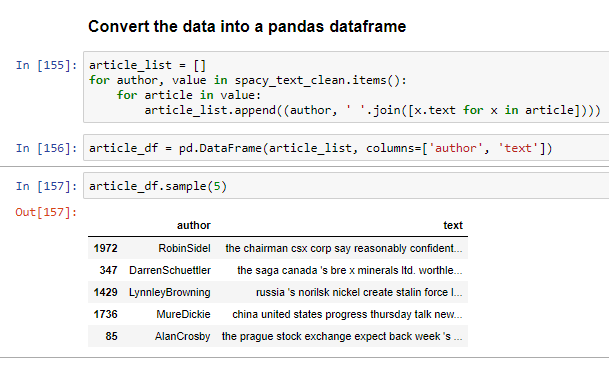 Convert the data into a pandas dataframe
In [155]: article_list = []
for author, value in spacy_text_clean.items():
    for article in value:
        article_list.append((author, ' '.join([x.text for x in article])))
In [156]: article_df = pd.DataFrame(article_list, columns=['author', 'text'])
In [157]: article_df.sample(5)
Out[157]:
author text
1972 RobinSidel the chairman csx corp say reasonably confident...
347 DarrenSchuettler the saga canada 's bre x minerals ltd. worthle...
1429 LynnleyBrowning russia 's norilsk nickel create stalin force l...
1736 MureDickie china united states progress thursday talk new...
85 AlanCrosby the prague stock exchange expect back week 's ...